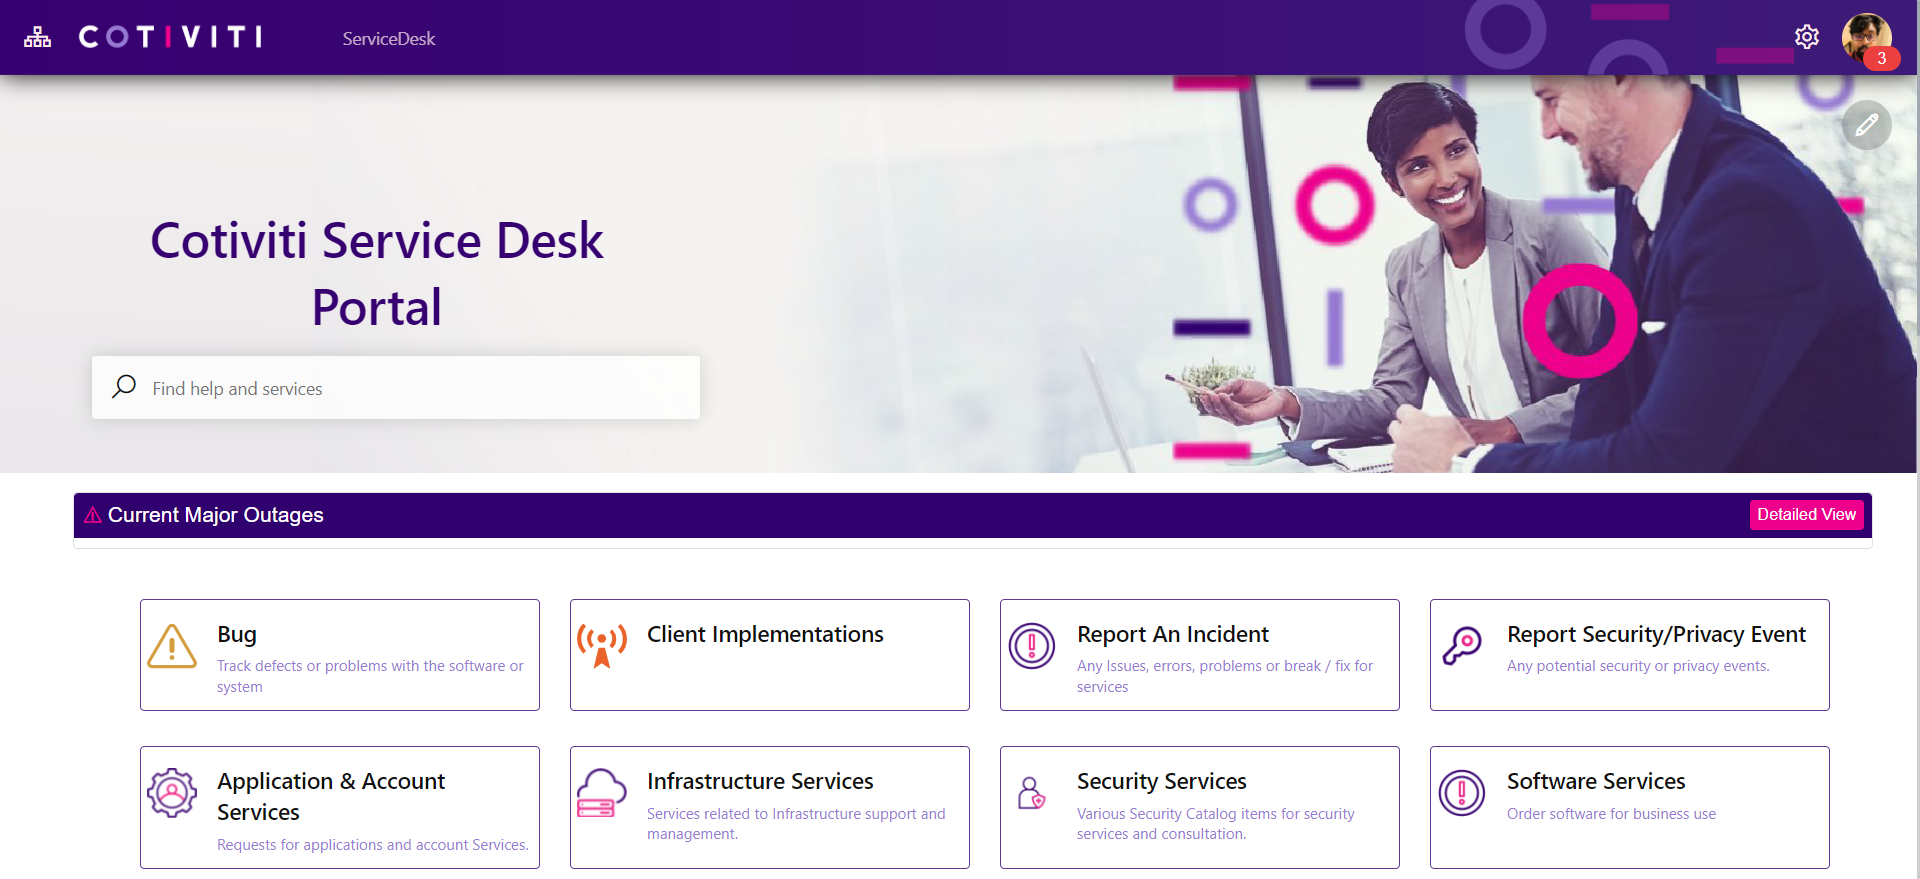 COTIVITI
ServiceDesk
3
Cotiviti Service Desk
Portal
Find help and services
Current Major Outages
Detailed View
Bug
Track defects or problems with the software or
system
Client Implementations
Report An Incident
Any Issues, errors, problems or break / fix for
services
Report Security/Privacy Event
Any potential security or privacy events.
Application & Account
Services
Requests for applications and account Services.
Infrastructure Services
Services related to Infrastructure support and
management.
Security Services
Various Security Catalog items for security
services and consultation.
Software Services
Order software for business use